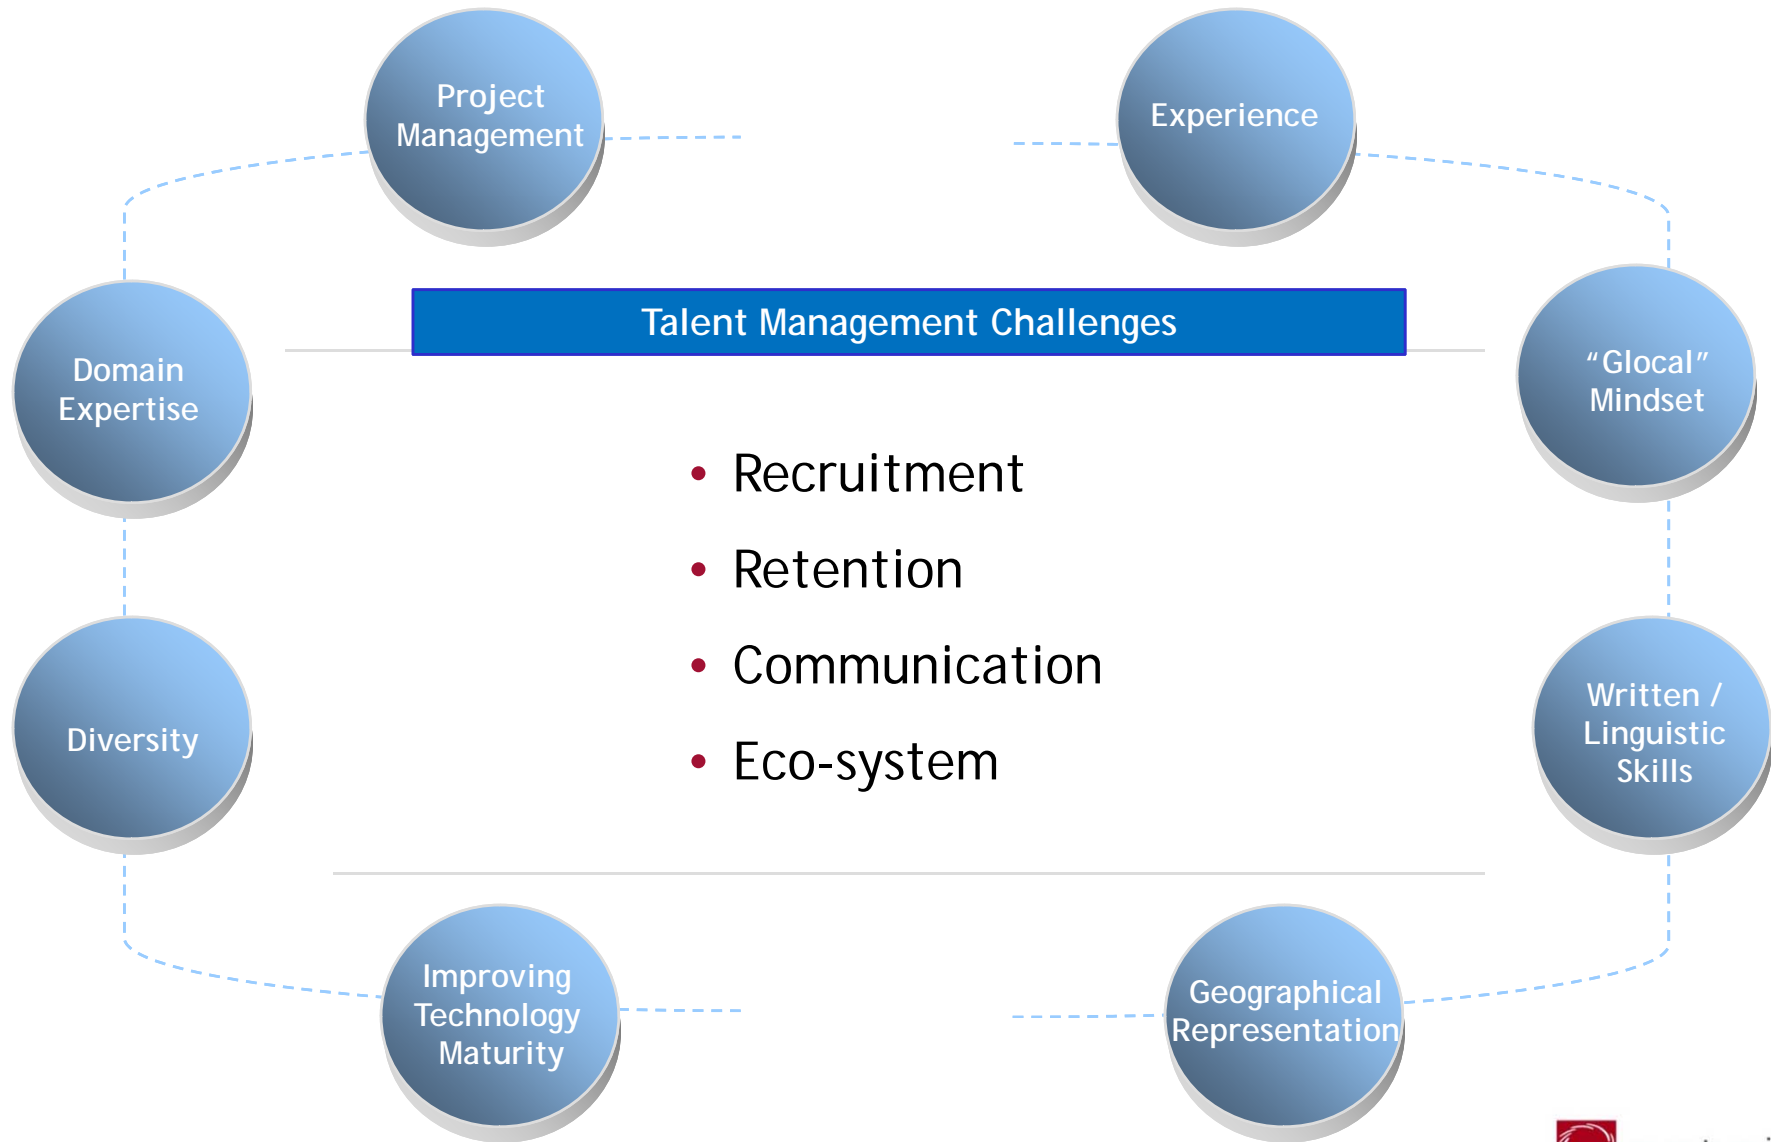 Project
Management
Experience
Talent Management Challenges
Domain
Expertise
“Glocal”
Mindset
• Recruitment
• Retention
• Communication
• Eco-system
Diversity
Written /
Linguistic
Skills
Improving
Technology
Maturity
Geographical
Representation